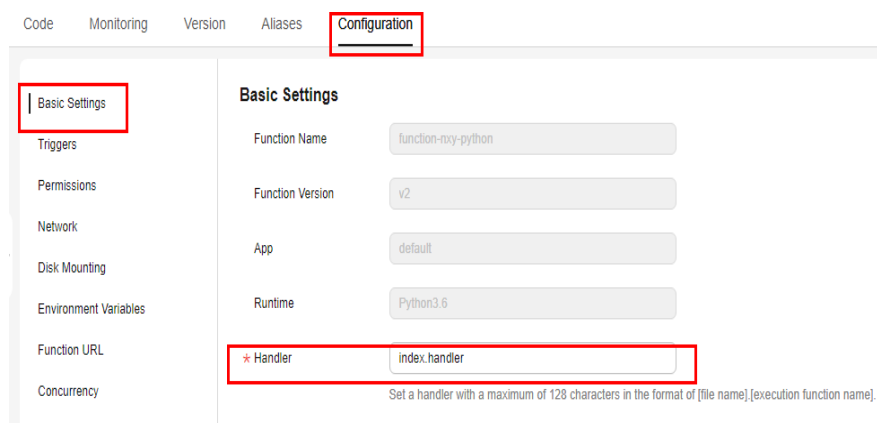 Code Monitoring Version Aliases Configuration
Basic Settings
Triggers
Permissions
Network
Disk Mounting
Environment Variables
Function URL
Concurrency
Basic Settings
Function Name function-nxy-python
Function Version v2
App default
Runtime Python3.6
* Handler index.handler
Set a handler with a maximum of 128 characters in the format of [file name].[execution function name].